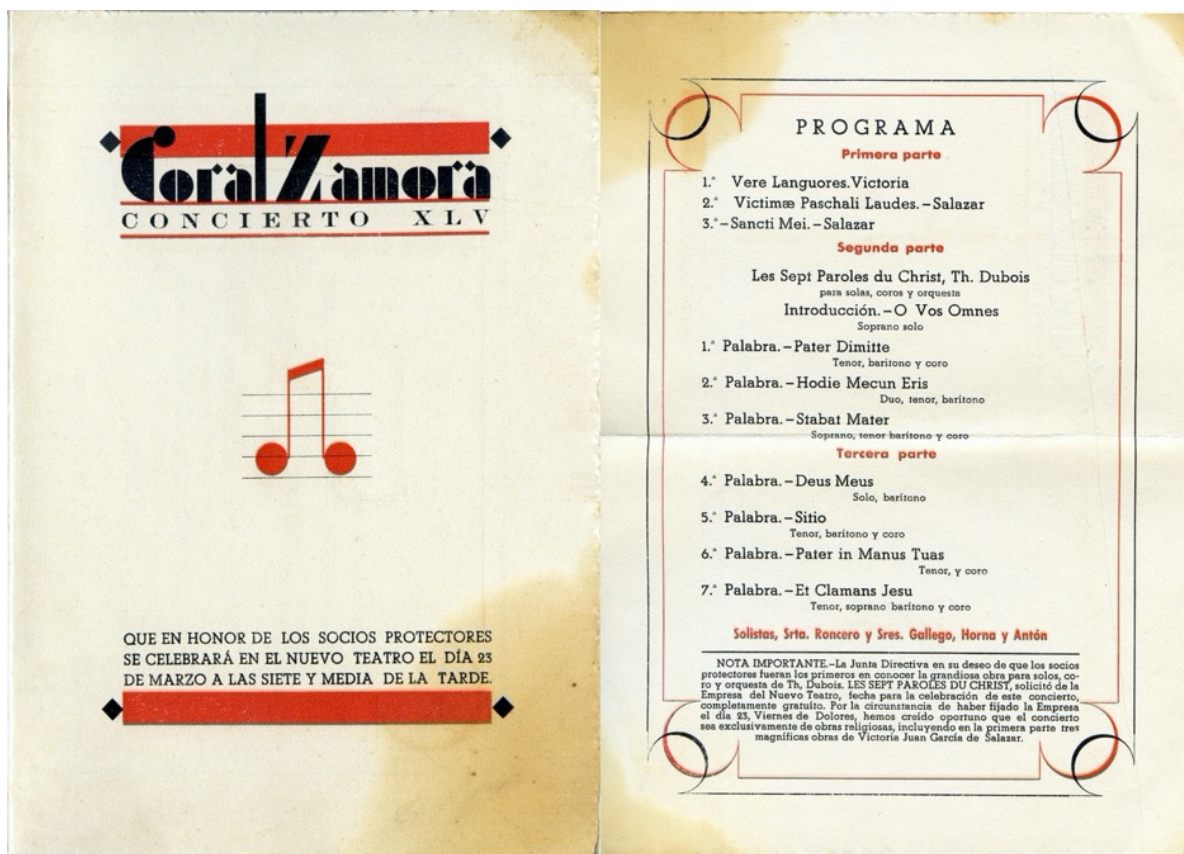 Coral Zamora
CONCIERTO XLV
QUE EN HONOR DE LOS SOCIOS PROTECTORES
SE CELEBRARÁ EN EL NUEVO TEATRO EL DÍA 23
DE MARZO A LAS SIETE Y MEDIA DE LA TARDE.
PROGRAMA
Primera parte
1.ª Vere Languores.Victoria
2.ª Victimæ Paschali Laudes.-Salazar
3.ª-Sancti Mei.-Salazar
Segunda parte
Les Sept Paroles du Christ, Th. Dubois
para solas, coros y orquesta
Introducción.-O Vos Omnes
Soprano solo
1.ª Palabra.-Pater Dimitte
Tenor, barítono y coro
2.ª Palabra.-Hodie Mecun Eris
Duo, tenor, barítono
3.ª Palabra.-Stabat Mater
Soprano, tenor barítono y coro
Tercera parte
4.ª Palabra.-Deus Meus
Solo, barítono
5.ª Palabra.-Sitio
Tenor, barítono y coro
6.ª Palabra.-Pater in Manus Tuas
Tenor, y coro
7.ª Palabra.-Et Clamans Jesu
Tenor, soprano barítono y coro
Solistas, Srta. Roncero y Sres. Gallego, Horna y Antón
NOTA IMPORTANTE.-La Junta Directiva en su deseo de que los socios
protectores fueran los primeros en conocer la grandiosa obra para solos, co-
ro y orquesta de Th, Dubois. LES SEPT PAROLES DU CHRIST, solicitó de la
Empresa del Nuevo Teatro, fecha para la celebración de este concierto,
completamente gratuíto. Por la circunstancia de haber fijado la Empresa
el día 23, Viernes de Dolores, hemos creído oportuno que el concierto
sea exclusivamente de obras religiosas, incluyendo en la primera parte tres
magníficas obras de Victoria Juan García de Salazar.